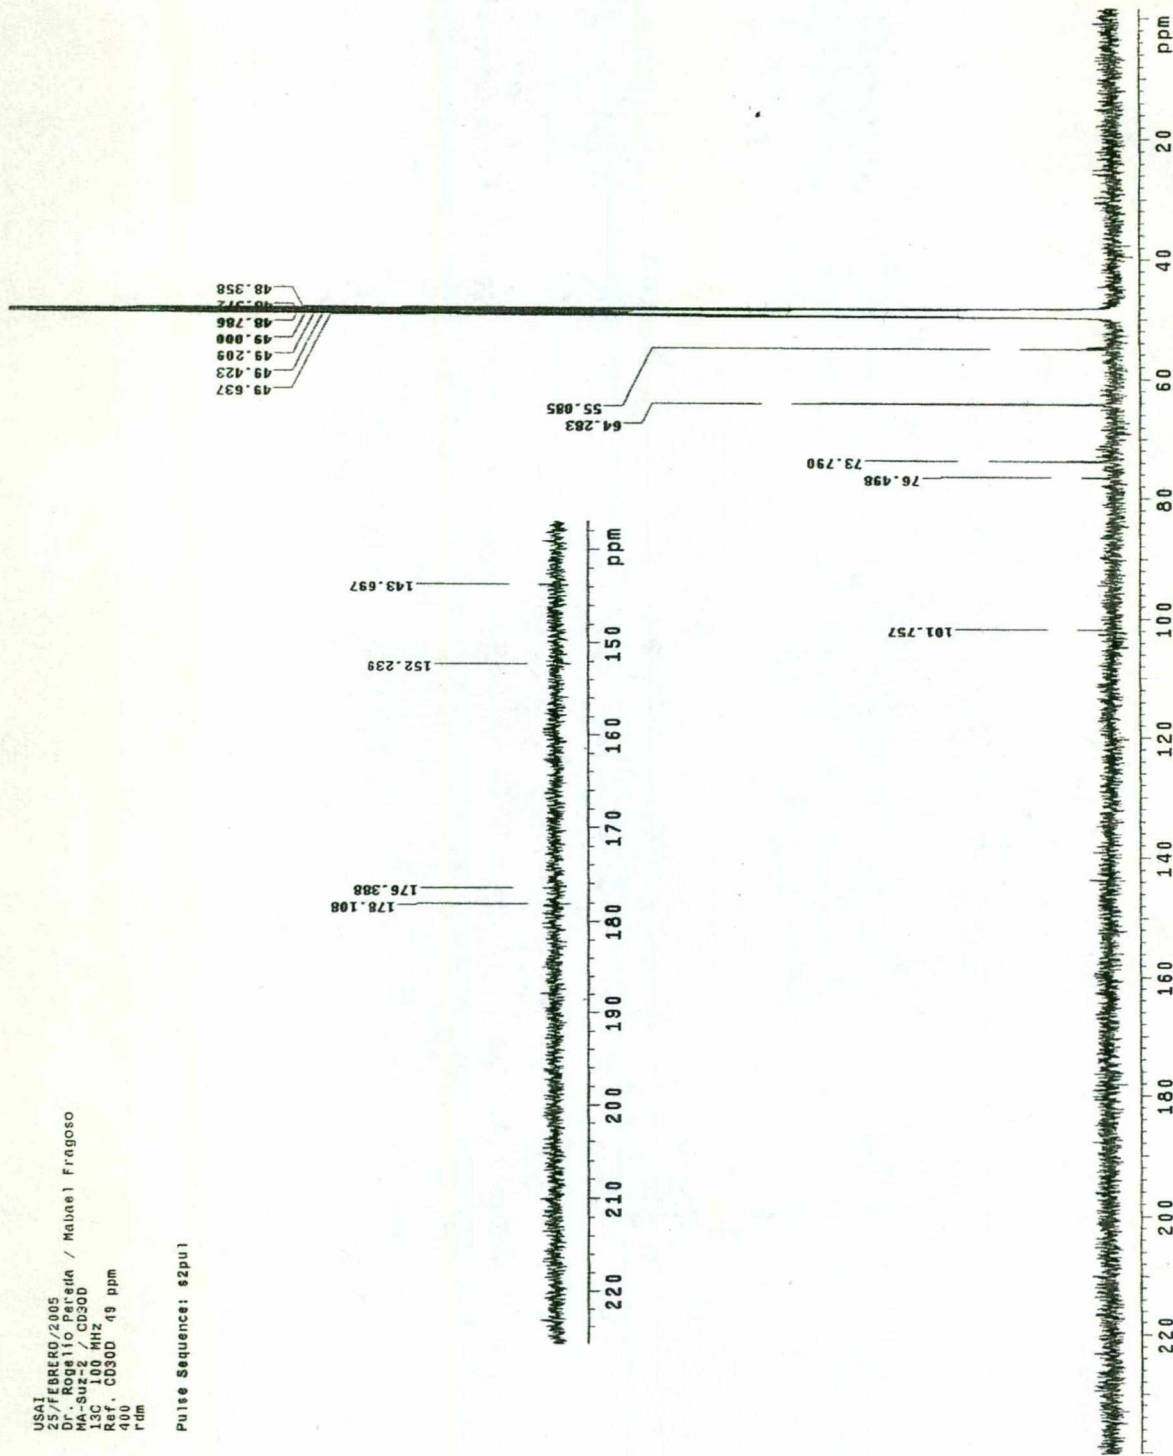 USAI
25/FEBRERO/2005
Dr. Rogelio Pereda / Mabael Fragoso
MA-Suz-2 / CD3OD
13C 100 MHZ
Ref. CD3OD 49 ppm
400
rdm
Pulse Sequence: s2pul
49.637
49.423
49.209
49.000
48.786
48.572
48.358
64.283
55.085
76.498
73.790
101.757
178.108
176.388
152.239
143.697
220 210 200 190 180 170 160 150 ppm
220 200 180 160 140 120 100 80 60 40 20 ppm